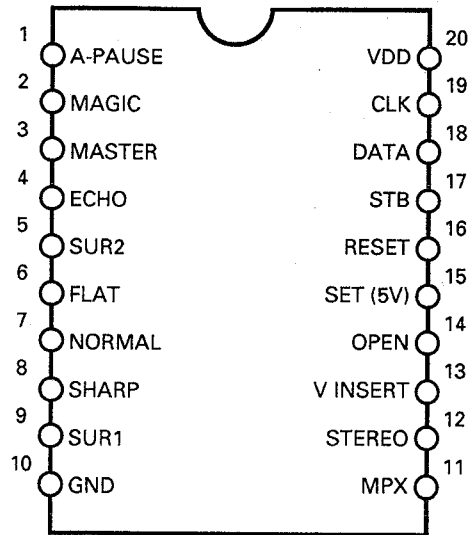 1 A-PAUSE
2 MAGIC
3 MASTER
4 ECHO
5 SUR2
6 FLAT
7 NORMAL
8 SHARP
9 SUR1
10 GND
20 VDD
19 CLK
18 DATA
17 STB
16 RESET
15 SET (5V)
14 OPEN
13 V INSERT
12 STEREO
11 MPX